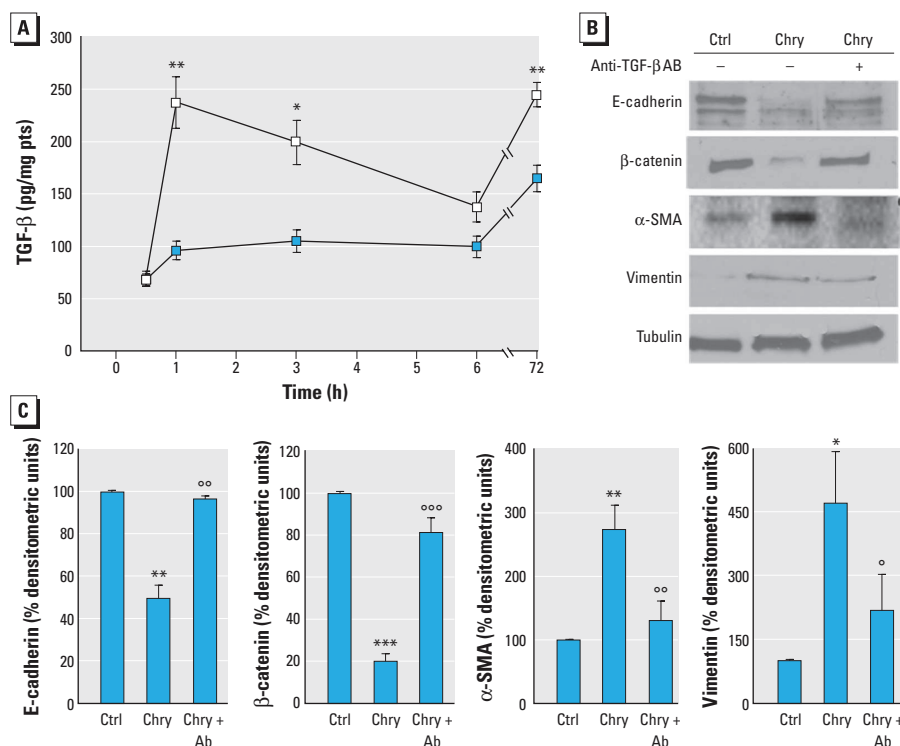 A
300
250
200
150
100
50
0
TGF-β (pg/mg pts)
**
*
**
0 1 2 3 4 5 6 72
Time (h)
B
Ctrl Chry Chry
Anti-TGF-β AB – – +
E-cadherin
β-catenin
α-SMA
Vimentin
Tubulin
C
E-cadherin (% densitometric units)
120
100
80
60
40
20
0
**
°°
Ctrl Chry Chry +
Ab
β-catenin (% densitometric units)
120
100
80
60
40
20
0
***
°°°
Ctrl Chry Chry +
Ab
α-SMA (% densitometric units)
400
300
200
100
0
**
°°
Ctrl Chry Chry +
Ab
Vimentin (% densitometric units)
600
450
300
150
0
*
°
Ctrl Chry Chry +
Ab